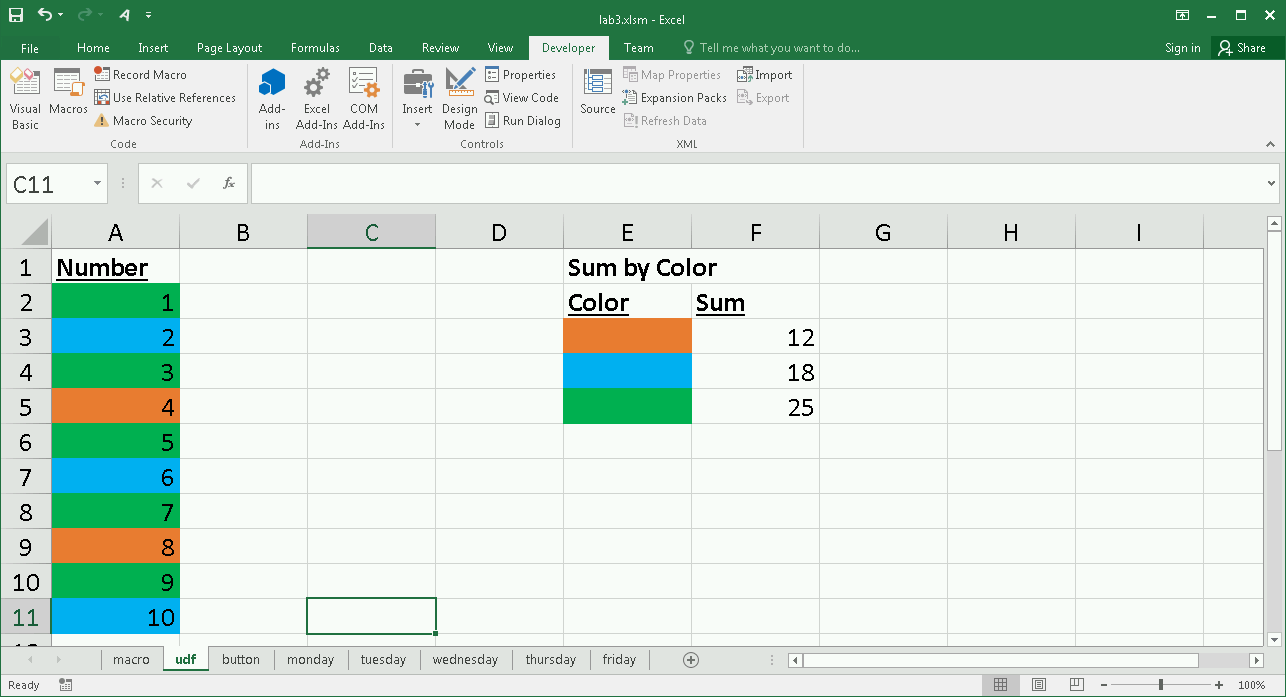 lab3.xlsm - Excel
File Home Insert Page Layout Formulas Data Review View Developer Team Tell me what you want to do... Sign in Share
Visual Basic
Macros
Record Macro
Use Relative References
Macro Security
Code
Add-ins
Excel Add-Ins
COM Add-Ins
Add-Ins
Insert
Design Mode
Properties
View Code
Run Dialog
Controls
Source
Map Properties
Expansion Packs
Refresh Data
Import
Export
XML
C11 fx
A B C D E F G H I
1 Number Sum by Color
2 1 Color Sum
3 2 12
4 3 18
5 4 25
6 5
7 6
8 7
9 8
10 9
11 10
macro udf button monday tuesday wednesday thursday friday
Ready 100%